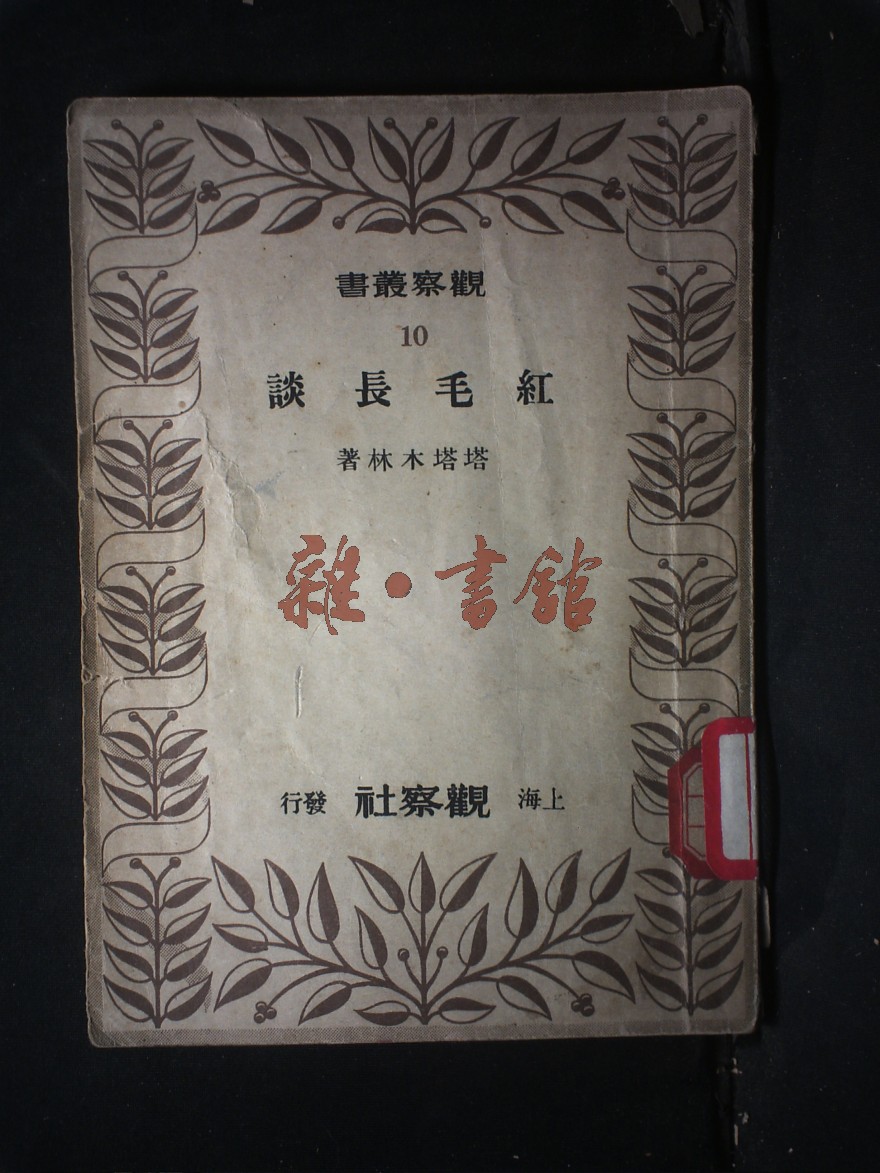 觀察叢書
10
紅毛長談
塔塔木林著
雜·書館
上海 觀察社 發行